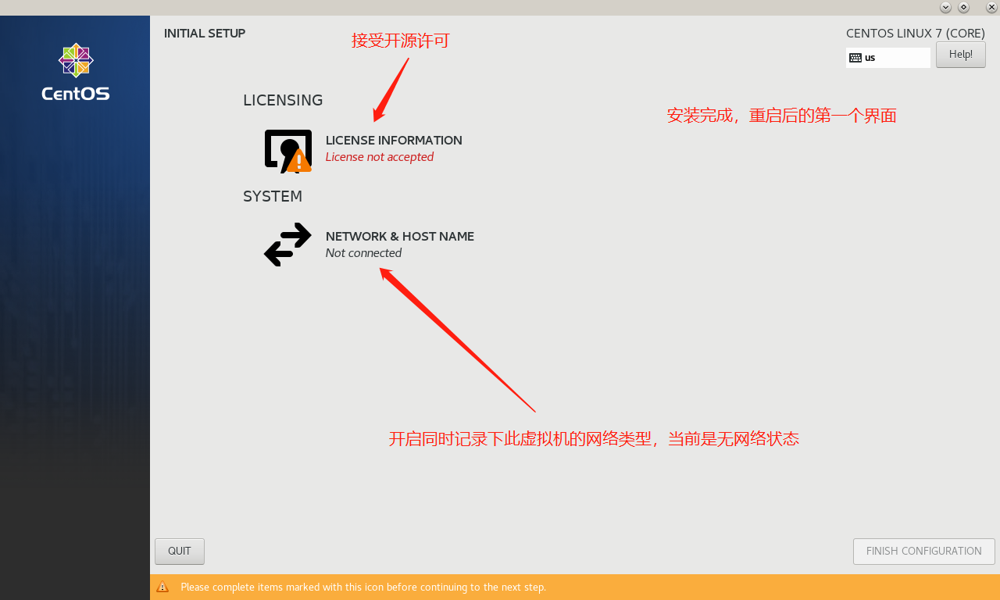 INITIAL SETUP
接受开源许可
CENTOS LINUX 7 (CORE)
us
Help!
CentOS
LICENSING
安装完成，重启后的第一个界面
LICENSE INFORMATION
License not accepted
SYSTEM
NETWORK & HOST NAME
Not connected
开启同时记录下此虚拟机的网络类型，当前是无网络状态
QUIT
FINISH CONFIGURATION
Please complete items marked with this icon before continuing to the next step.